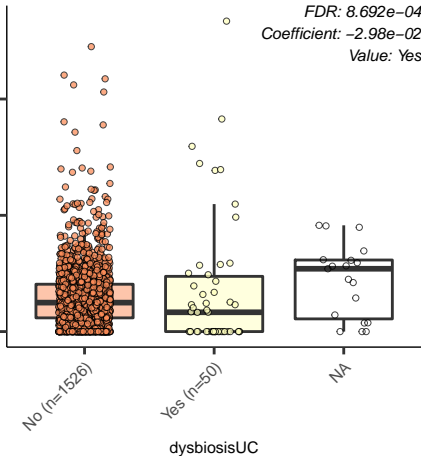 FDR: 8.692e−04
Coefficient: −2.98e−02
Value: Yes
No (n=1526)
Yes (n=50)
NA
dysbiosisUC